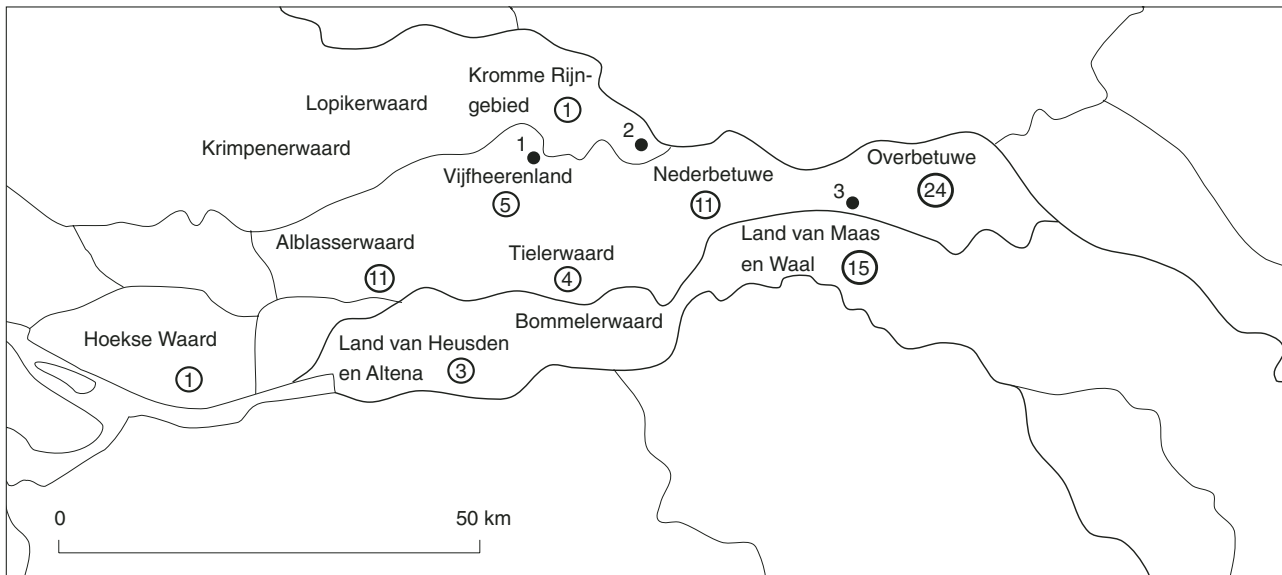 Kromme Rijn-
gebied
1
Lopikerwaard
Krimpenerwaard
1
2
Vijfheerenland
5
Nederbetuwe
11
3
Overbetuwe
24
Alblasserwaard
11
Tielerwaard
4
Land van Maas
en Waal
15
Bommelerwaard
Hoekse Waard
1
Land van Heusden
en Altena
3
0
50 km